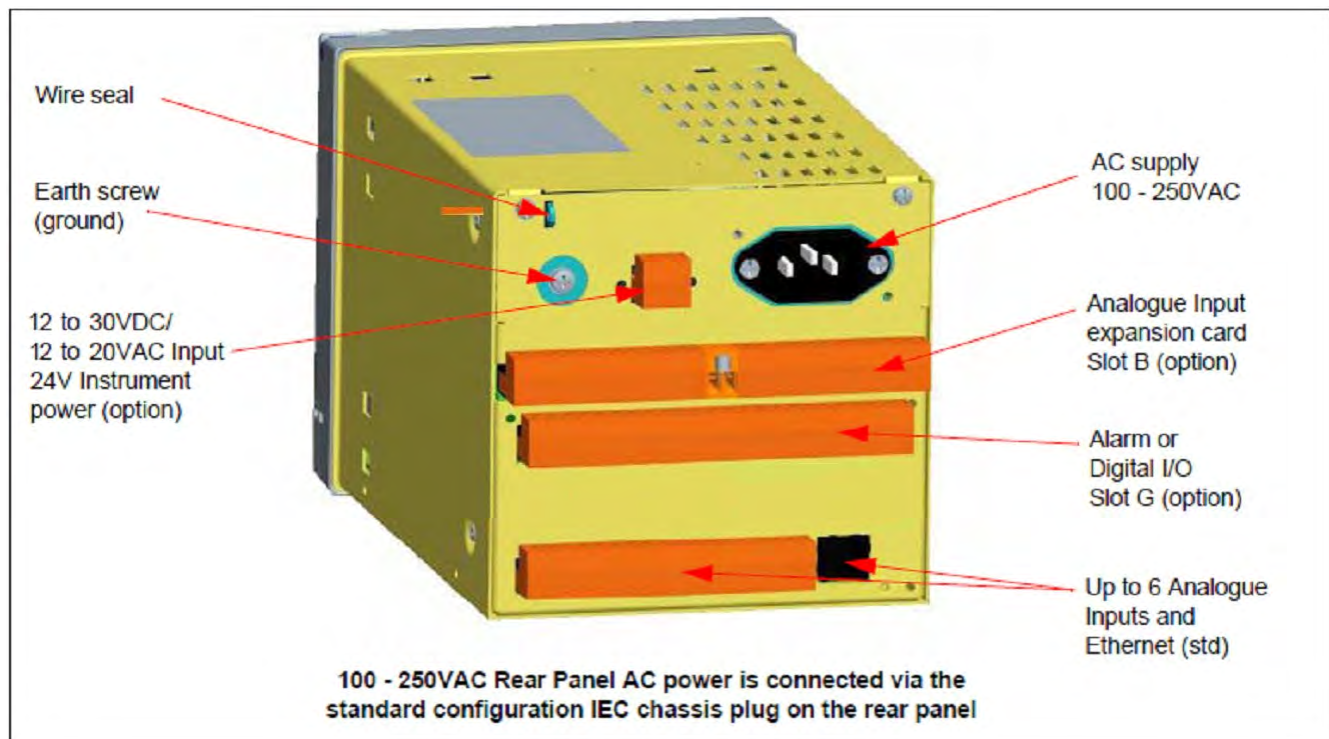 Wire seal
Earth screw
(ground)
12 to 30VDC/
12 to 20VAC Input
24V Instrument
power (option)
AC supply
100 - 250VAC
Analogue Input
expansion card
Slot B (option)
Alarm or
Digital I/O
Slot G (option)
Up to 6 Analogue
Inputs and
Ethernet (std)
100 - 250VAC Rear Panel AC power is connected via the
standard configuration IEC chassis plug on the rear panel